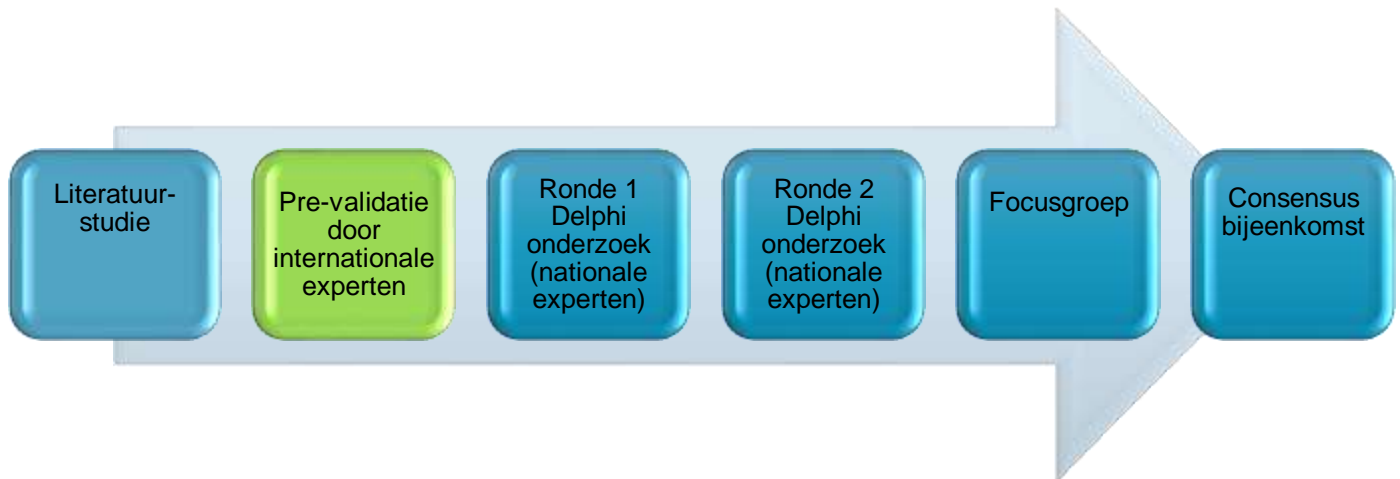 Literatuur-
studie
Pre-validatie
door
internationale
experten
Ronde 1
Delphi
onderzoek
(nationale
experten)
Ronde 2
Delphi
onderzoek
(nationale
experten)
Focusgroep
Consensus
bijeenkomst